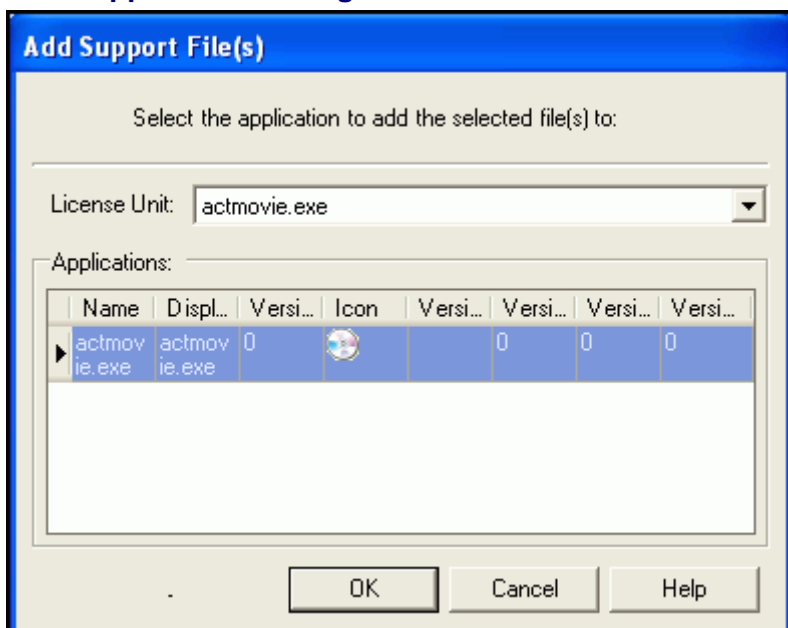 Add Support File(s)
Select the application to add the selected file(s) to:
License Unit: actmovie.exe
Applications:
Name Displ... Versi... Icon Versi... Versi... Versi... Versi...
actmov actmov 0 0 0 0
ie.exe ie.exe
OK Cancel Help